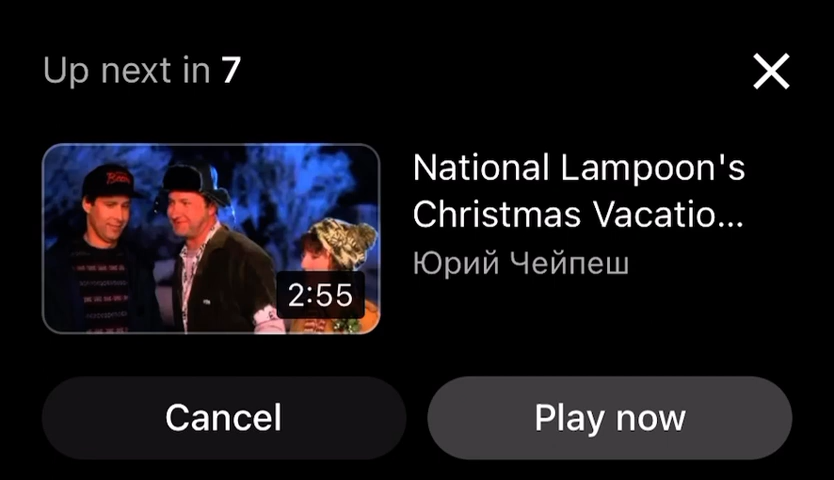 Up next in 7
National Lampoon's
Christmas Vacatio...
Юрий Чейпеш
2:55
Cancel
Play now